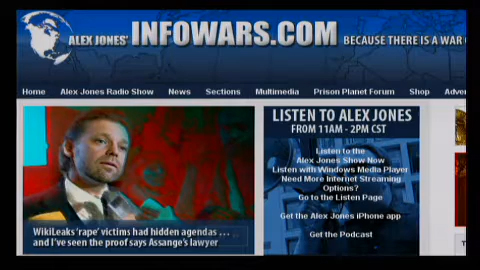 ALEX JONES' INFOWARS.COM BECAUSE THERE IS A WAR
Home Alex Jones Radio Show News Sections Multimedia Prison Planet Forum Shop
LISTEN TO ALEX JONES
FROM 11AM - 2PM CST
Listen to the
Alex Jones Show Now
Listen with Windows Media Player
Need More Internet Streaming
Options?
Go to the Listen Page
Get the Alex Jones iPhone app
Get the Podcast
WikiLeaks 'rape' victims had hidden agendas . . .
and I've seen the proof says Assange's lawyer